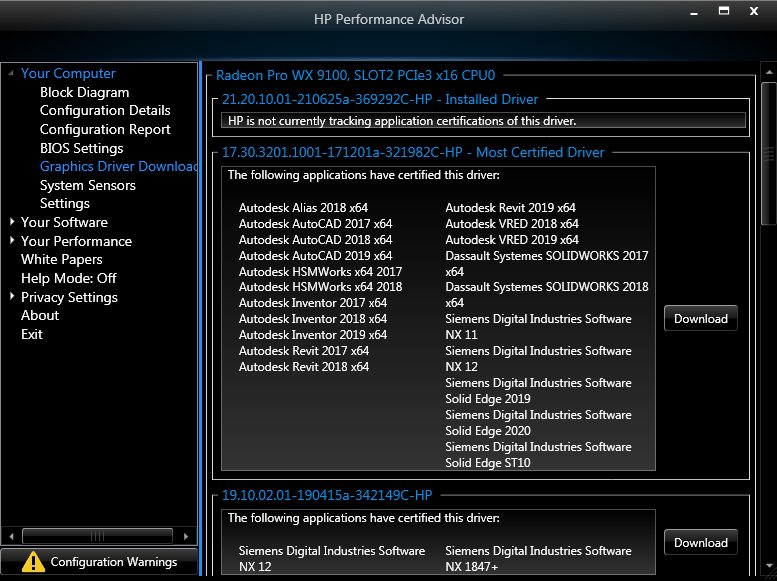 HP Performance Advisor
Your Computer
Block Diagram
Configuration Details
Configuration Report
BIOS Settings
Graphics Driver Download
System Sensors
Settings
Your Software
Your Performance
White Papers
Help Mode: Off
Privacy Settings
About
Exit
Configuration Warnings
Radeon Pro WX 9100, SLOT2 PCIe3 x16 CPU0
21.20.10.01-210625a-369292C-HP - Installed Driver
HP is not currently tracking application certifications of this driver.
17.30.3201.1001-171201a-321982C-HP - Most Certified Driver
The following applications have certified this driver:
Autodesk Alias 2018 x64
Autodesk AutoCAD 2017 x64
Autodesk AutoCAD 2018 x64
Autodesk AutoCAD 2019 x64
Autodesk HSMWorks x64 2017
Autodesk HSMWorks x64 2018
Autodesk Inventor 2017 x64
Autodesk Inventor 2018 x64
Autodesk Inventor 2019 x64
Autodesk Revit 2017 x64
Autodesk Revit 2018 x64
Autodesk Revit 2019 x64
Autodesk VRED 2018 x64
Autodesk VRED 2019 x64
Dassault Systemes SOLIDWORKS 2017
x64
Dassault Systemes SOLIDWORKS 2018
x64
Siemens Digital Industries Software
NX 11
Siemens Digital Industries Software
NX 12
Siemens Digital Industries Software
Solid Edge 2019
Siemens Digital Industries Software
Solid Edge 2020
Siemens Digital Industries Software
Solid Edge ST10
Download
19.10.02.01-190415a-342149C-HP
The following applications have certified this driver:
Siemens Digital Industries Software
NX 12
Siemens Digital Industries Software
NX 1847+
Download